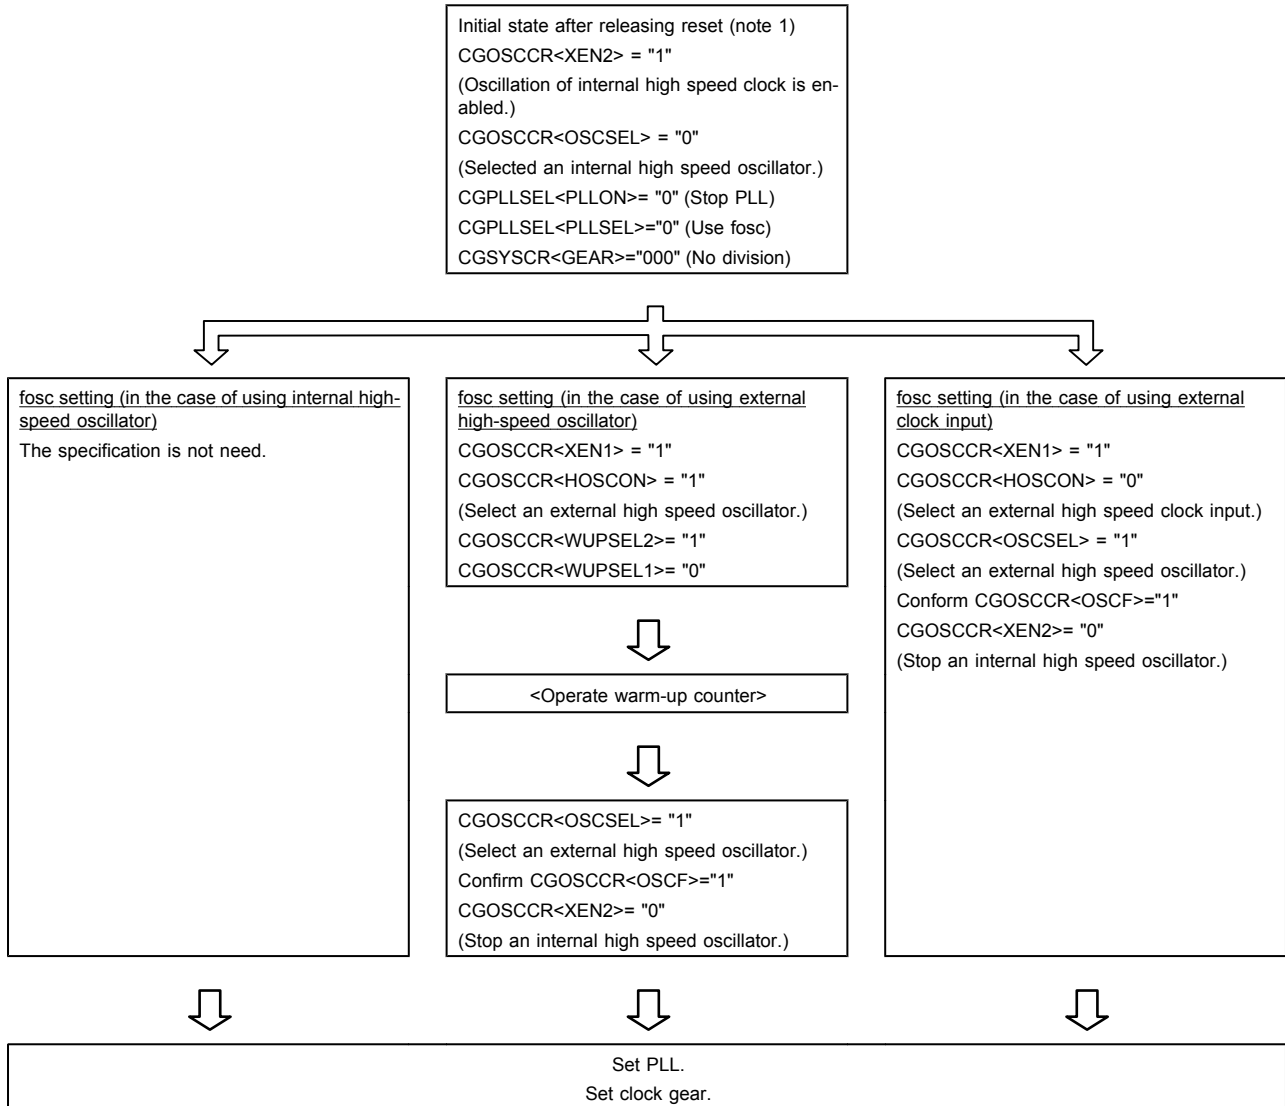 Initial state after releasing reset (note 1)
CGOSCCR<XEN2> = "1"
(Oscillation of internal high speed clock is en-
abled.)
CGOSCCR<OSCSEL> = "0"
(Selected an internal high speed oscillator.)
CGPLLSEL<PLLON>= "0" (Stop PLL)
CGPLLSEL<PLLSEL>="0" (Use fosc)
CGSYSCR<GEAR>="000" (No division)
fosc setting (in the case of using internal high-
speed oscillator)
The specification is not need.
fosc setting (in the case of using external
high-speed oscillator)
CGOSCCR<XEN1> = "1"
CGOSCCR<HOSCON> = "1"
(Select an external high speed oscillator.)
CGOSCCR<WUPSEL2>= "1"
CGOSCCR<WUPSEL1>= "0"
<Operate warm-up counter>
CGOSCCR<OSCSEL>= "1"
(Select an external high speed oscillator.)
Confirm CGOSCCR<OSCF>="1"
CGOSCCR<XEN2>= "0"
(Stop an internal high speed oscillator.)
fosc setting (in the case of using external
clock input)
CGOSCCR<XEN1> = "1"
CGOSCCR<HOSCON> = "0"
(Select an external high speed clock input.)
CGOSCCR<OSCSEL> = "1"
(Select an external high speed oscillator.)
Conform CGOSCCR<OSCF>="1"
CGOSCCR<XEN2>= "0"
(Stop an internal high speed oscillator.)
Set PLL.
Set clock gear.